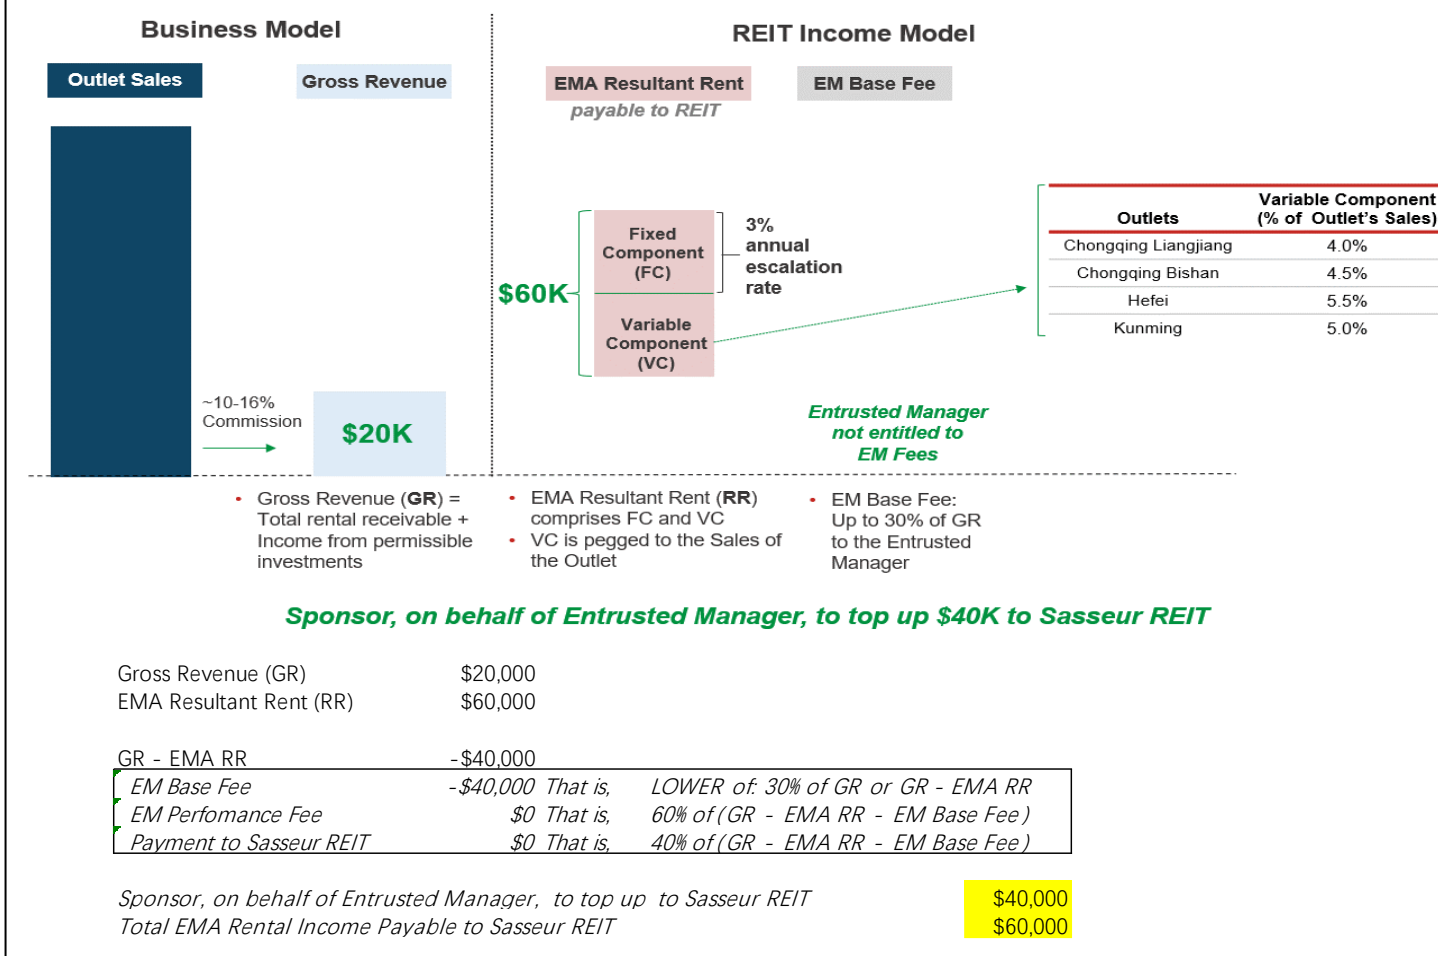 Business Model
REIT Income Model
Outlet Sales
Gross Revenue
EMA Resultant Rent
payable to REIT
EM Base Fee
~10-16%
Commission
$20K
$60K
Fixed
Component
(FC)
Variable
Component
(VC)
3%
annual
escalation
rate
Outlets Variable Component
(% of Outlet's Sales)
Chongqing Liangjiang 4.0%
Chongqing Bishan 4.5%
Hefei 5.5%
Kunming 5.0%
Entrusted Manager
not entitled to
EM Fees
• Gross Revenue (GR) =
Total rental receivable +
Income from permissible
investments
• EMA Resultant Rent (RR)
comprises FC and VC
• VC is pegged to the Sales of
the Outlet
• EM Base Fee:
Up to 30% of GR
to the Entrusted
Manager
Sponsor, on behalf of Entrusted Manager, to top up $40K to Sasseur REIT
Gross Revenue (GR) $20,000
EMA Resultant Rent (RR) $60,000
GR - EMA RR -$40,000
EM Base Fee -$40,000 That is, LOWER of: 30% of GR or GR - EMA RR
EM Perfomance Fee $0 That is, 60% of (GR - EMA RR - EM Base Fee)
Payment to Sasseur REIT $0 That is, 40% of (GR - EMA RR - EM Base Fee)
Sponsor, on behalf of Entrusted Manager, to top up to Sasseur REIT $40,000
Total EMA Rental Income Payable to Sasseur REIT $60,000